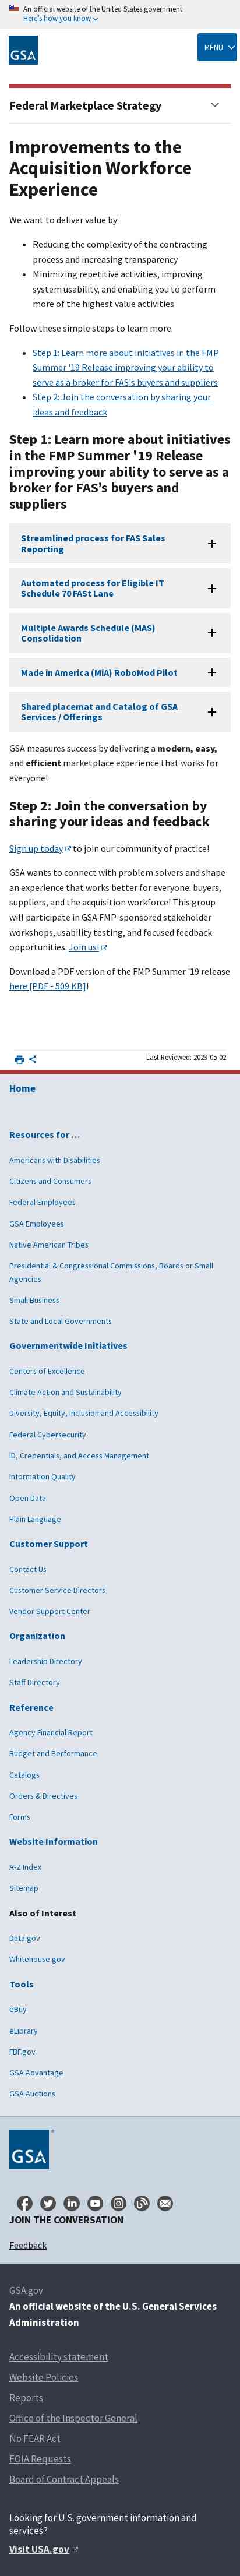 An official website of the United States government
Here's how you know
GSA
MENU
Federal Marketplace Strategy
Improvements to the
Acquisition Workforce
Experience
We want to deliver value by:
Reducing the complexity of the contracting
process and increasing transparency
Minimizing repetitive activities, improving
system usability, and enabling you to perform
more of the highest value activities
Follow these simple steps to learn more.
Step 1: Learn more about initiatives in the FMP
Summer '19 Release improving your ability to
serve as a broker for FAS's buyers and suppliers
Step 2: Join the conversation by sharing your
ideas and feedback
Step 1: Learn more about initiatives
in the FMP Summer '19 Release
improving your ability to serve as a
broker for FAS’s buyers and
suppliers
Streamlined process for FAS Sales
Reporting
Automated process for Eligible IT
Schedule 70 FASt Lane
Multiple Awards Schedule (MAS)
Consolidation
Made in America (MiA) RoboMod Pilot
Shared placemat and Catalog of GSA
Services / Offerings
GSA measures success by delivering a modern, easy,
and efficient marketplace experience that works for
everyone!
Step 2: Join the conversation by
sharing your ideas and feedback
Sign up today to join our community of practice!
GSA wants to connect with problem solvers and shape
an experience that works better for everyone: buyers,
suppliers, and the acquisition workforce! This group
will participate in GSA FMP-sponsored stakeholder
workshops, usability testing, and focused feedback
opportunities. Join us!
Download a PDF version of the FMP Summer '19 release
here [PDF - 509 KB]!
Last Reviewed: 2023-05-02
Home
Resources for …
Americans with Disabilities
Citizens and Consumers
Federal Employees
GSA Employees
Native American Tribes
Presidential & Congressional Commissions, Boards or Small
Agencies
Small Business
State and Local Governments
Governmentwide Initiatives
Centers of Excellence
Climate Action and Sustainability
Diversity, Equity, Inclusion and Accessibility
Federal Cybersecurity
ID, Credentials, and Access Management
Information Quality
Open Data
Plain Language
Customer Support
Contact Us
Customer Service Directors
Vendor Support Center
Organization
Leadership Directory
Staff Directory
Reference
Agency Financial Report
Budget and Performance
Catalogs
Orders & Directives
Forms
Website Information
A-Z Index
Sitemap
Also of Interest
Data.gov
Whitehouse.gov
Tools
eBuy
eLibrary
FBF.gov
GSA Advantage
GSA Auctions
GSA
JOIN THE CONVERSATION
Feedback
GSA.gov
An official website of the U.S. General Services
Administration
Accessibility statement
Website Policies
Reports
Office of the Inspector General
No FEAR Act
FOIA Requests
Board of Contract Appeals
Looking for U.S. government information and
services?
Visit USA.gov